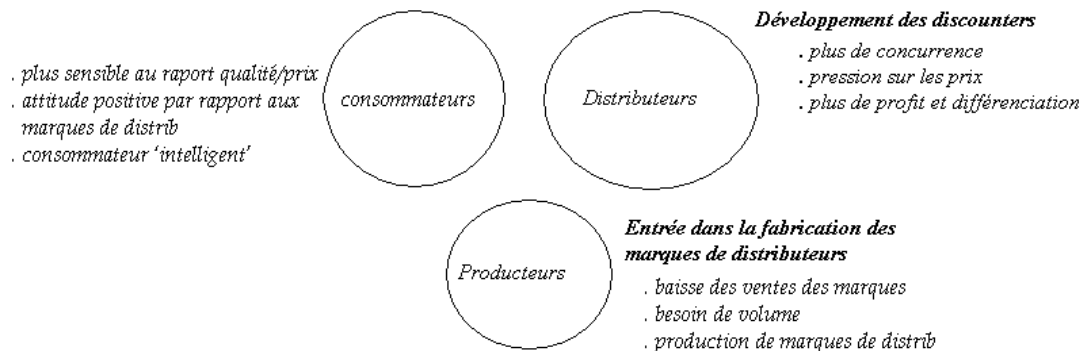 . plus sensible au raport qualité/prix
. attitude positive par rapport aux
marques de distrib
. consommateur ‘intelligent’
consommateurs
Distributeurs
Développement des discounters
. plus de concurrence
. pression sur les prix
. plus de profit et différenciation
Producteurs
Entrée dans la fabrication des
marques de distributeurs
. baisse des ventes des marques
. besoin de volume
. production de marques de distrib